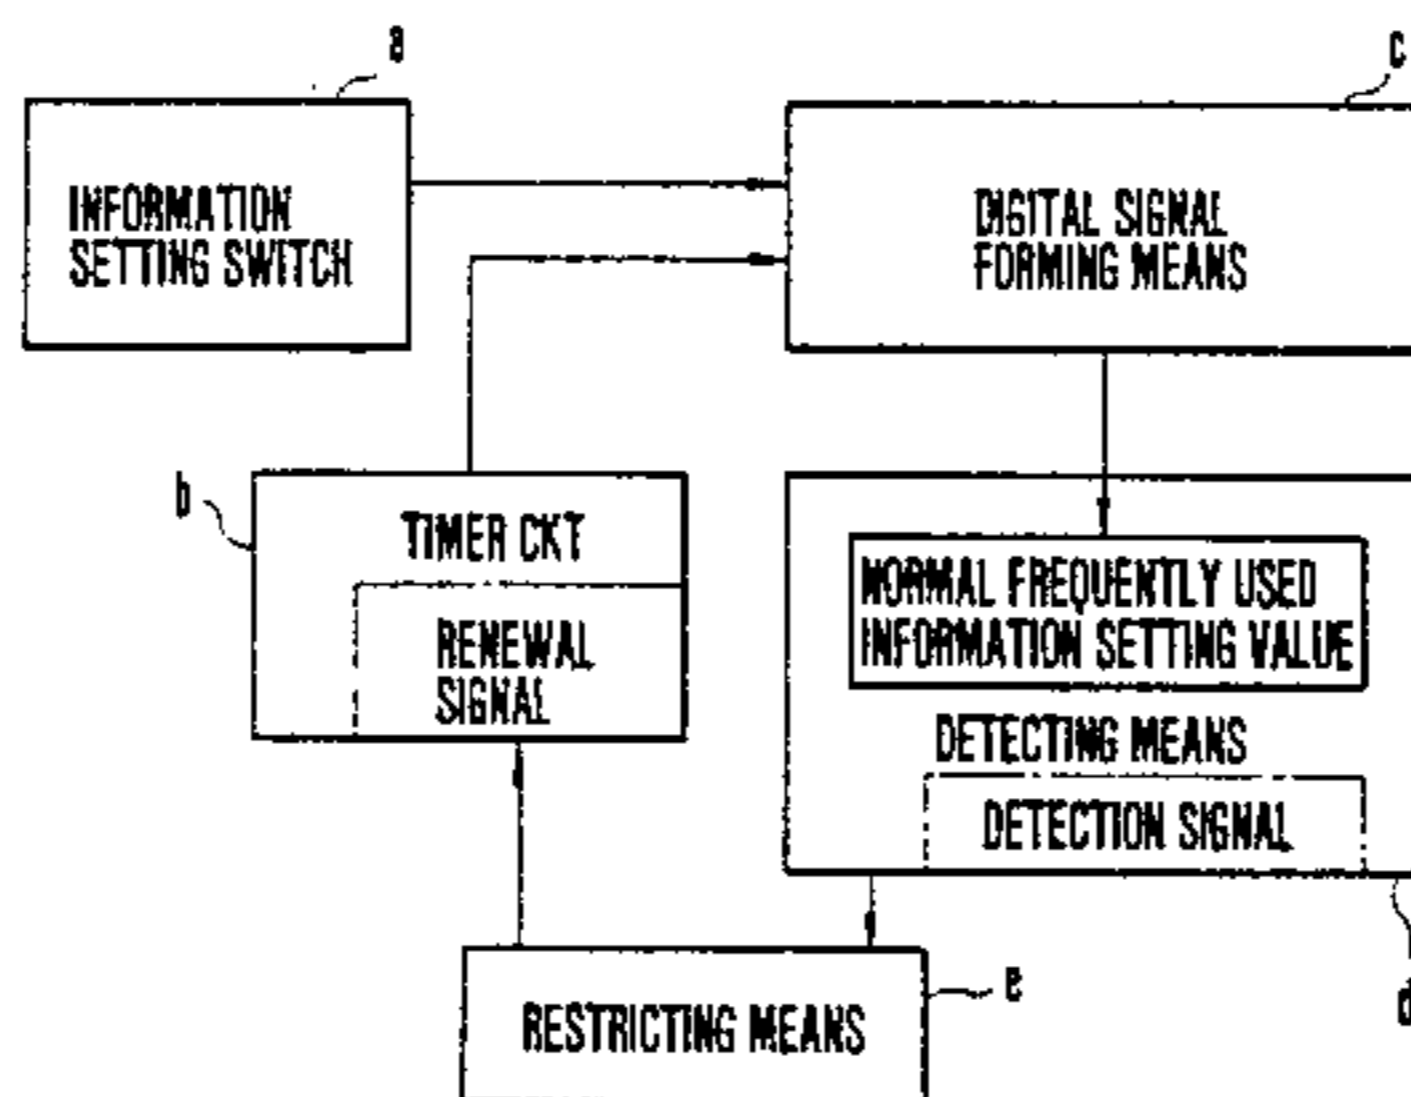 a
c
INFORMATION
SETTING SWITCH
DIGITAL SIGNAL
FORMING MEANS
b
TIMER CKT
RENEWAL
SIGNAL
NORMAL FREQUENTLY USED
INFORMATION SETTING VALUE
DETECTING MEANS
DETECTION SIGNAL
e
d
RESTRICTING MEANS